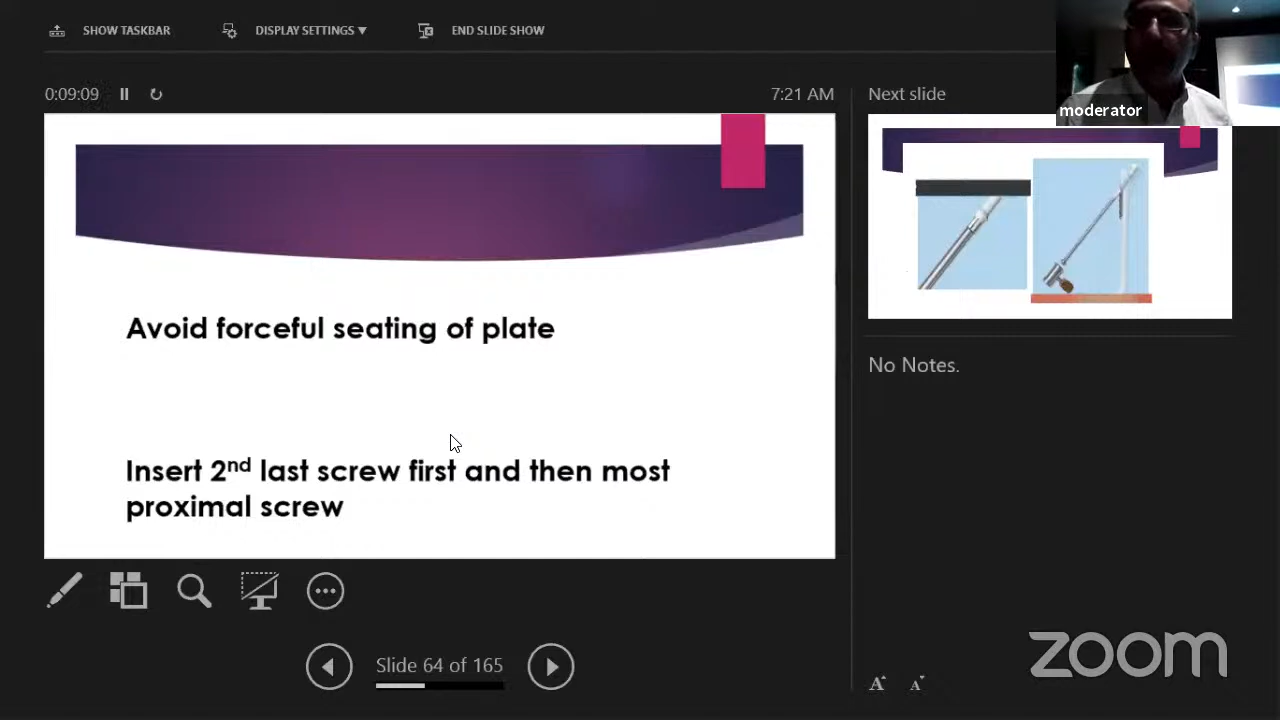 SHOW TASKBAR
DISPLAY SETTINGS ▾
END SLIDE SHOW
0:09:09
7:21 AM
Next slide
moderator
Avoid forceful seating of plate
Insert 2nd last screw first and then most
proximal screw
No Notes.
Slide 64 of 165
A A
zoom